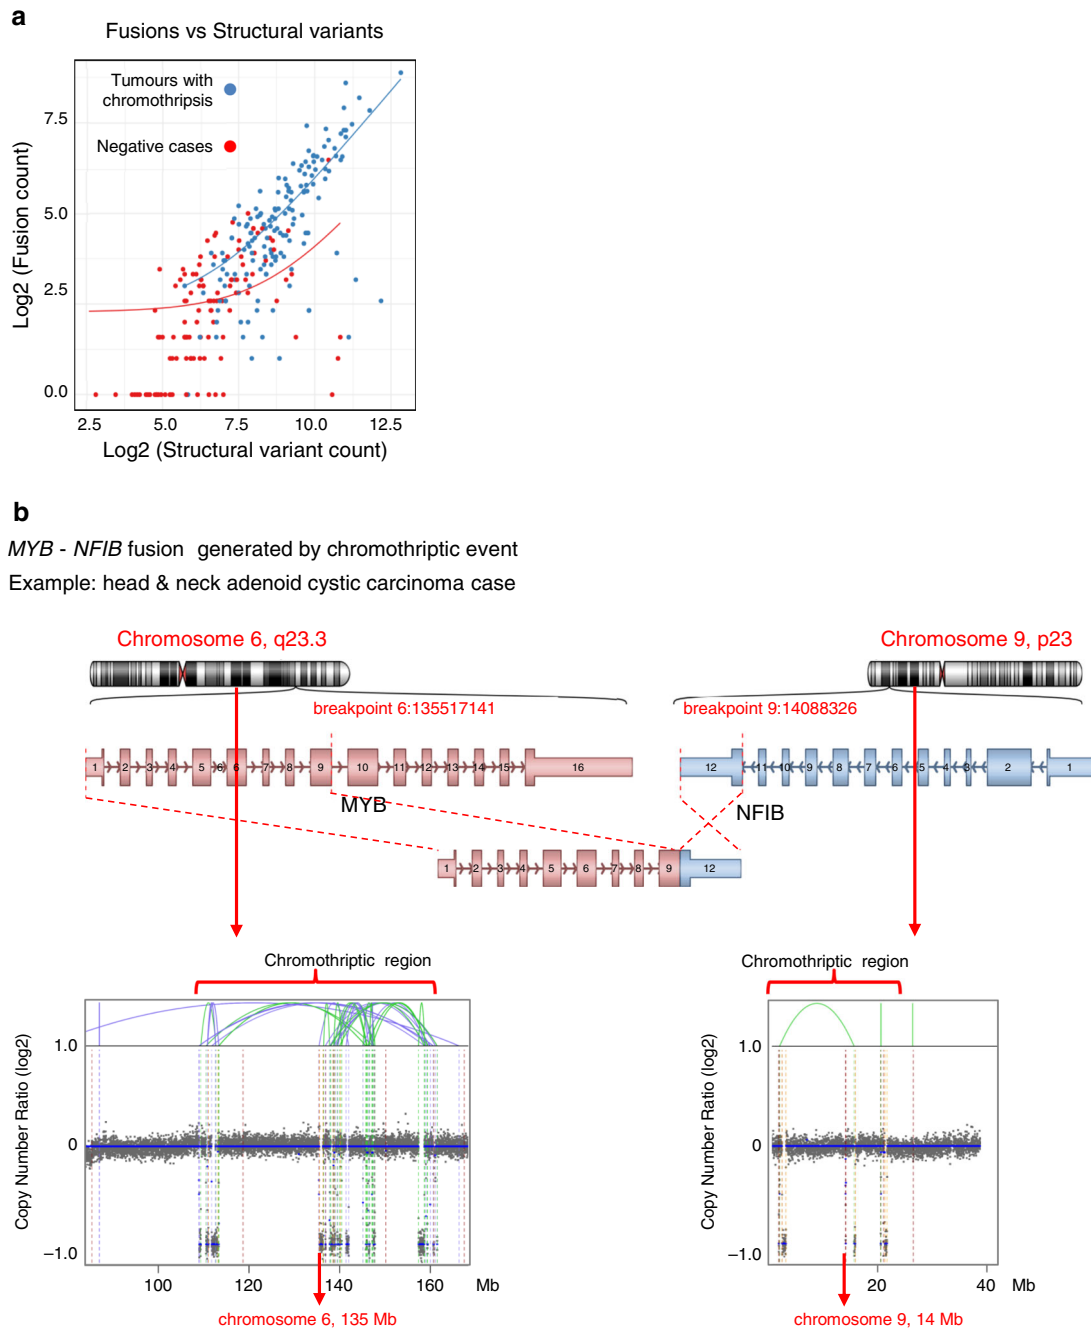 a
Fusions vs Structural variants
Tumours with
chromothripsis
Negative cases
Log2 (Fusion count)
7.5
5.0
2.5
0.0
2.5 5.0 7.5 10.0 12.5
Log2 (Structural variant count)
b
MYB - NFIB fusion generated by chromothriptic event
Example: head & neck adenoid cystic carcinoma case
Chromosome 6, q23.3
Chromosome 9, p23
breakpoint 6:135517141
breakpoint 9:14088326
1 2 3 4 5 6 6 7 8 9 10 11 12 13 14 15 16
12 11 10 9 8 7 6 5 4 3 2 1
MYB
NFIB
1 2 3 4 5 6 7 8 9 12
Chromothriptic region
Chromothriptic region
Copy Number Ratio (log2)
1.0
0
−1.0
100 120 140 160 Mb
chromosome 6, 135 Mb
Copy Number Ratio (log2)
1.0
0
−1.0
20 40 Mb
chromosome 9, 14 Mb